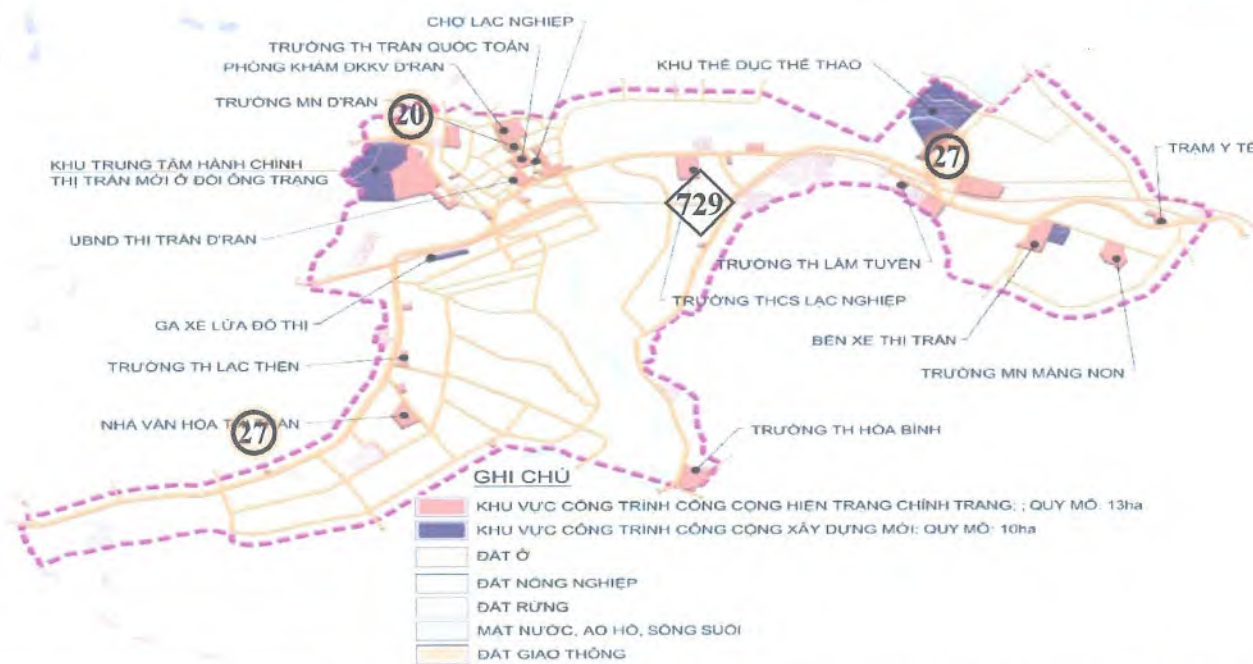 CHỢ LẠC NGHIỆP
TRƯỜNG TH TRẦN QUỐC TOẢN
PHÒNG KHÁM ĐKKV D'RAN
KHU THỂ DỤC THỂ THAO
TRƯỜNG MN D'RAN
20
27
TRẠM Y TẾ
KHU TRUNG TÂM HÀNH CHÍNH
THỊ TRẤN MỚI Ở ĐỒI ÔNG TRANG
729
UBND THỊ TRẤN D'RAN
TRƯỜNG TH LÂM TUYỀN
TRƯỜNG THCS LẠC NGHIỆP
GA XE LỬA ĐÔ THỊ
BẾN XE THỊ TRẤN
TRƯỜNG TH LẠC THIỆN
TRƯỜNG MN MĂNG NON
NHÀ VĂN HÓA
27
TRƯỜNG TH HÒA BÌNH
GHI CHÚ
KHU VỰC CÔNG TRÌNH CÔNG CỘNG HIỆN TRẠNG CHỈNH TRANG; ; QUY MÔ: 13ha
KHU VỰC CÔNG TRÌNH CÔNG CỘNG XÂY DỰNG MỚI; QUY MÔ: 10ha
ĐẤT Ở
ĐẤT NÔNG NGHIỆP
ĐẤT RỪNG
MẶT NƯỚC, AO HỒ, SÔNG SUỐI
ĐẤT GIAO THÔNG